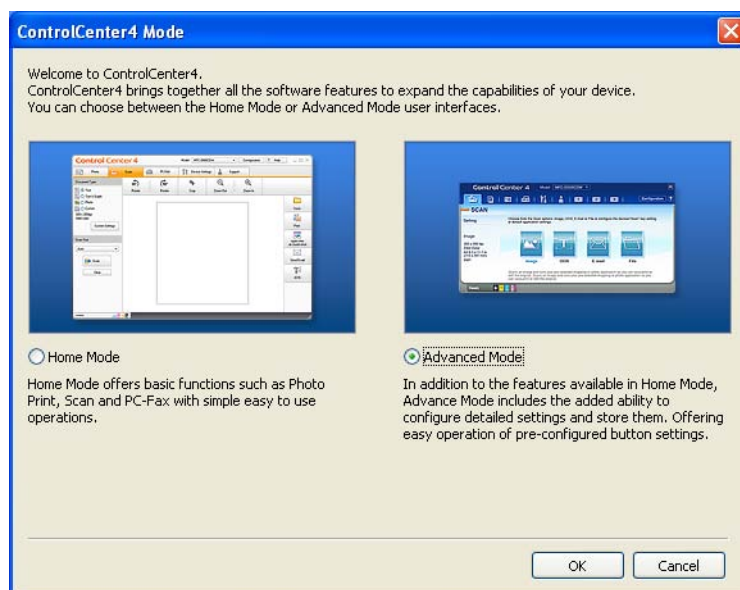 ControlCenter4 Mode
Welcome to ControlCenter4.
ControlCenter4 brings together all the software features to expand the capabilities of your device.
You can choose between the Home Mode or Advanced Mode user interfaces.
Control Center 4
Control Center 4
SCAN
Image
OCR
E-mail
File
Home Mode
Home Mode offers basic functions such as Photo
Print, Scan and PC-Fax with simple easy to use
operations.
Advanced Mode
In addition to the features available in Home Mode,
Advance Mode includes the added ability to
configure detailed settings and store them. Offering
easy operation of pre-configured button settings.
OK
Cancel